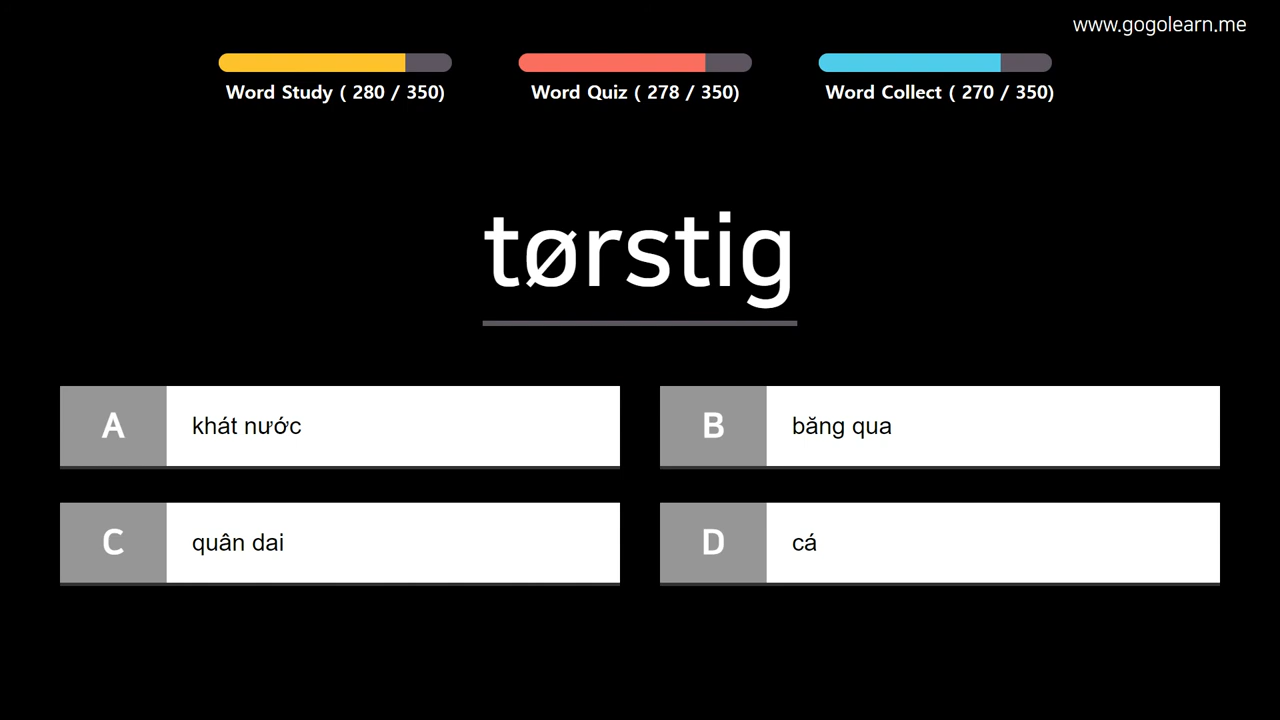 www.gogolearn.me
Word Study ( 280 / 350)
Word Quiz ( 278 / 350)
Word Collect ( 270 / 350)
tørstig
A khát nước
B băng qua
C quân dai
D cá